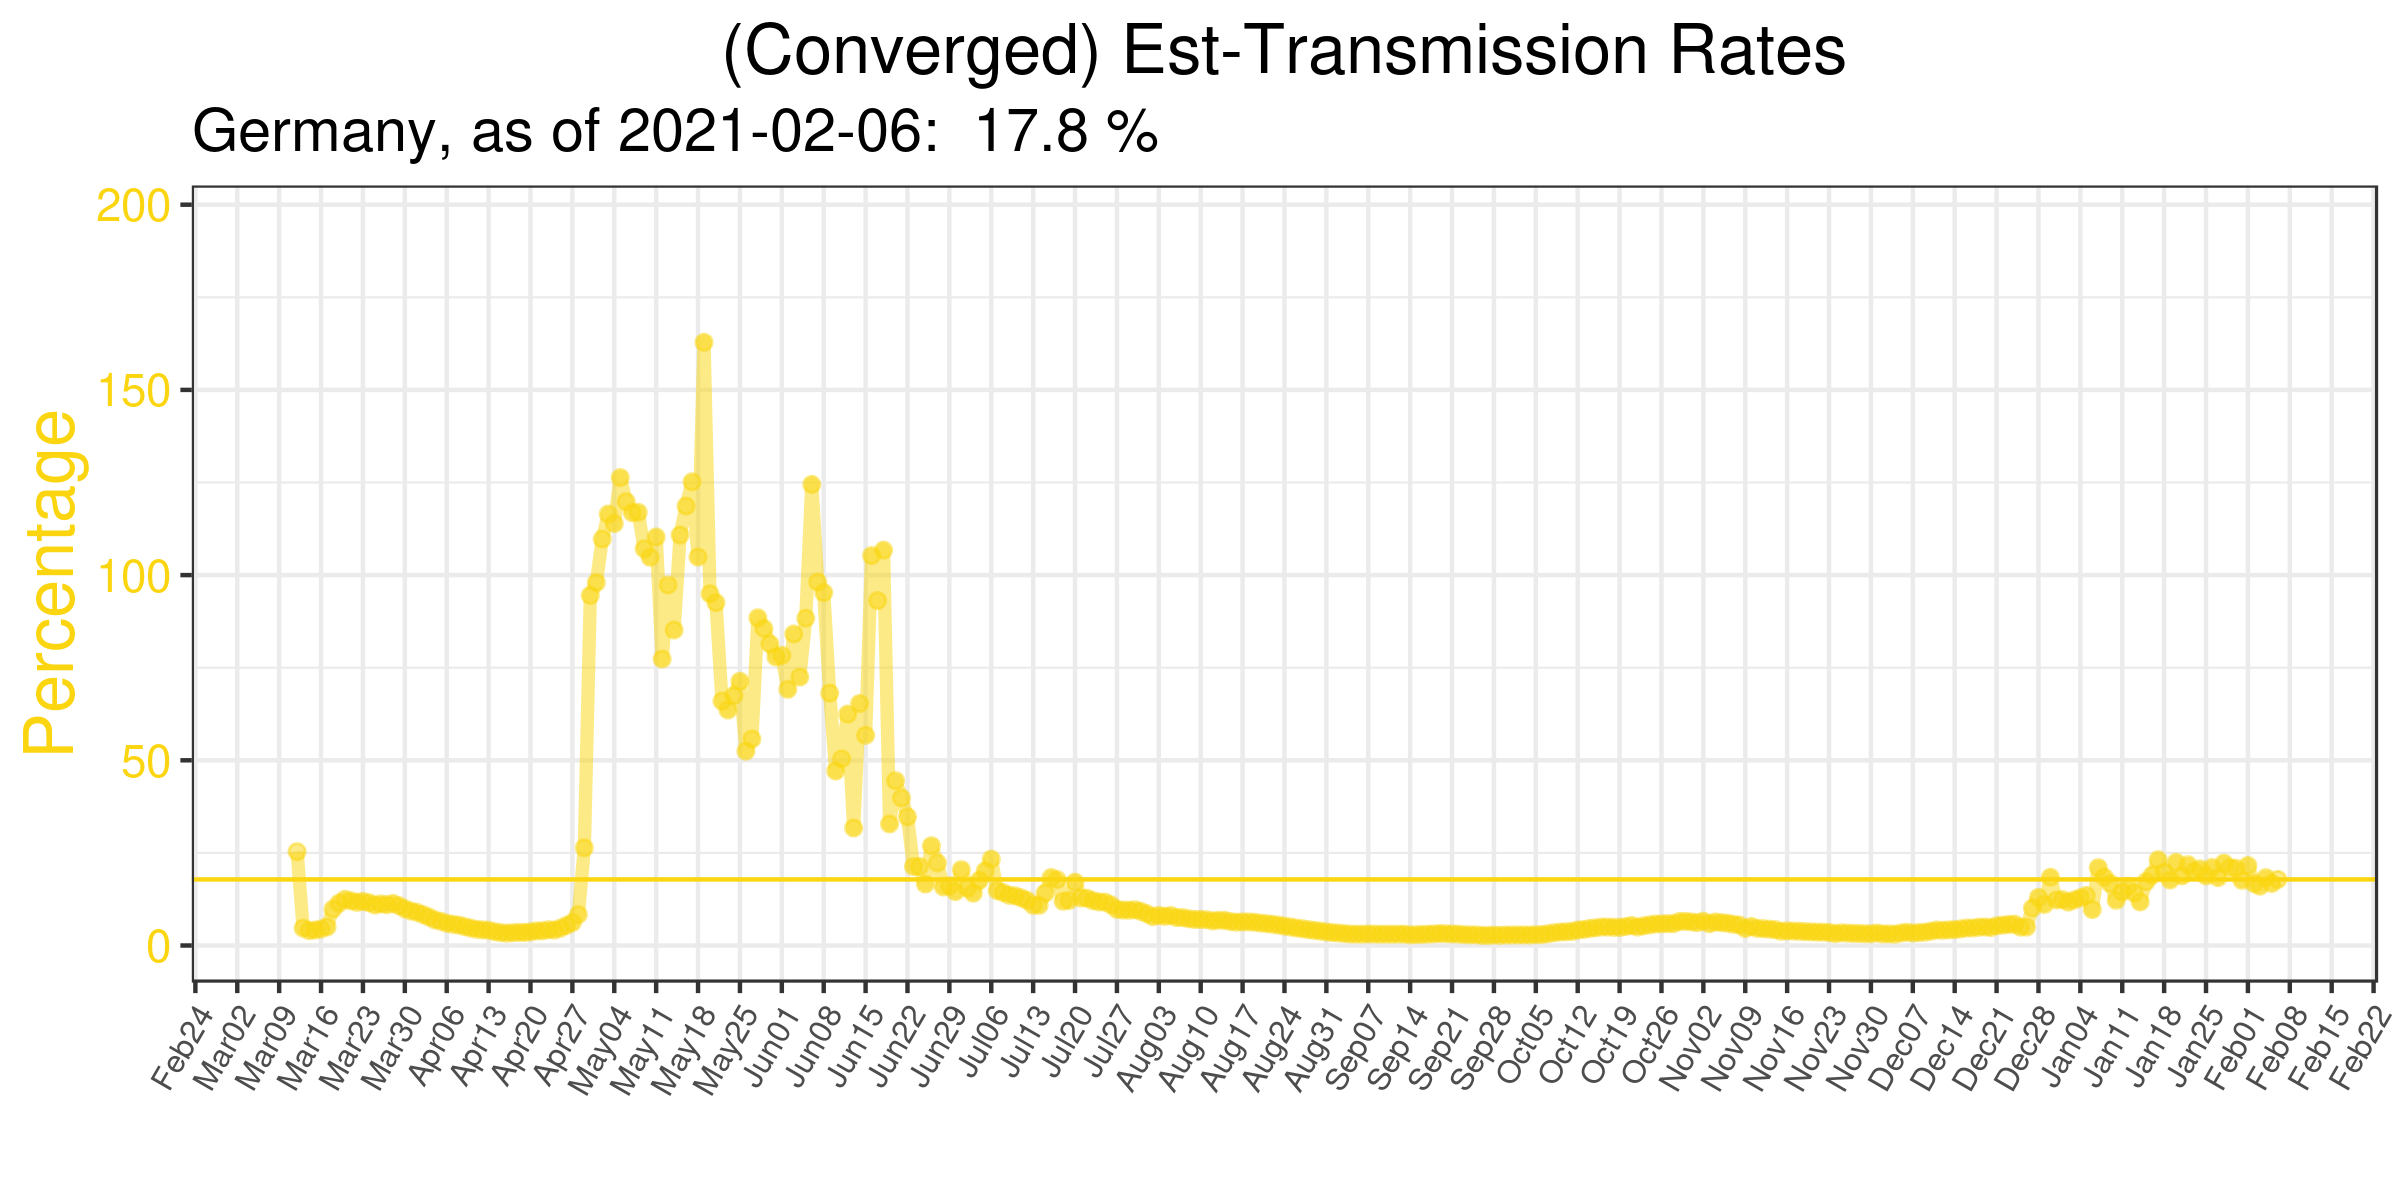 (Converged) Est-Transmission Rates
Germany, as of 2021-02-06:  17.8 %
Percentage
200
150
100
50
0
Feb24
Mar02
Mar09
Mar16
Mar23
Mar30
Apr06
Apr13
Apr20
Apr27
May04
May11
May18
May25
Jun01
Jun08
Jun15
Jun22
Jun29
Jul06
Jul13
Jul20
Jul27
Aug03
Aug10
Aug17
Aug24
Aug31
Sep07
Sep14
Sep21
Sep28
Oct05
Oct12
Oct19
Oct26
Nov02
Nov09
Nov16
Nov23
Nov30
Dec07
Dec14
Dec21
Dec28
Jan04
Jan11
Jan18
Jan25
Feb01
Feb08
Feb15
Feb22